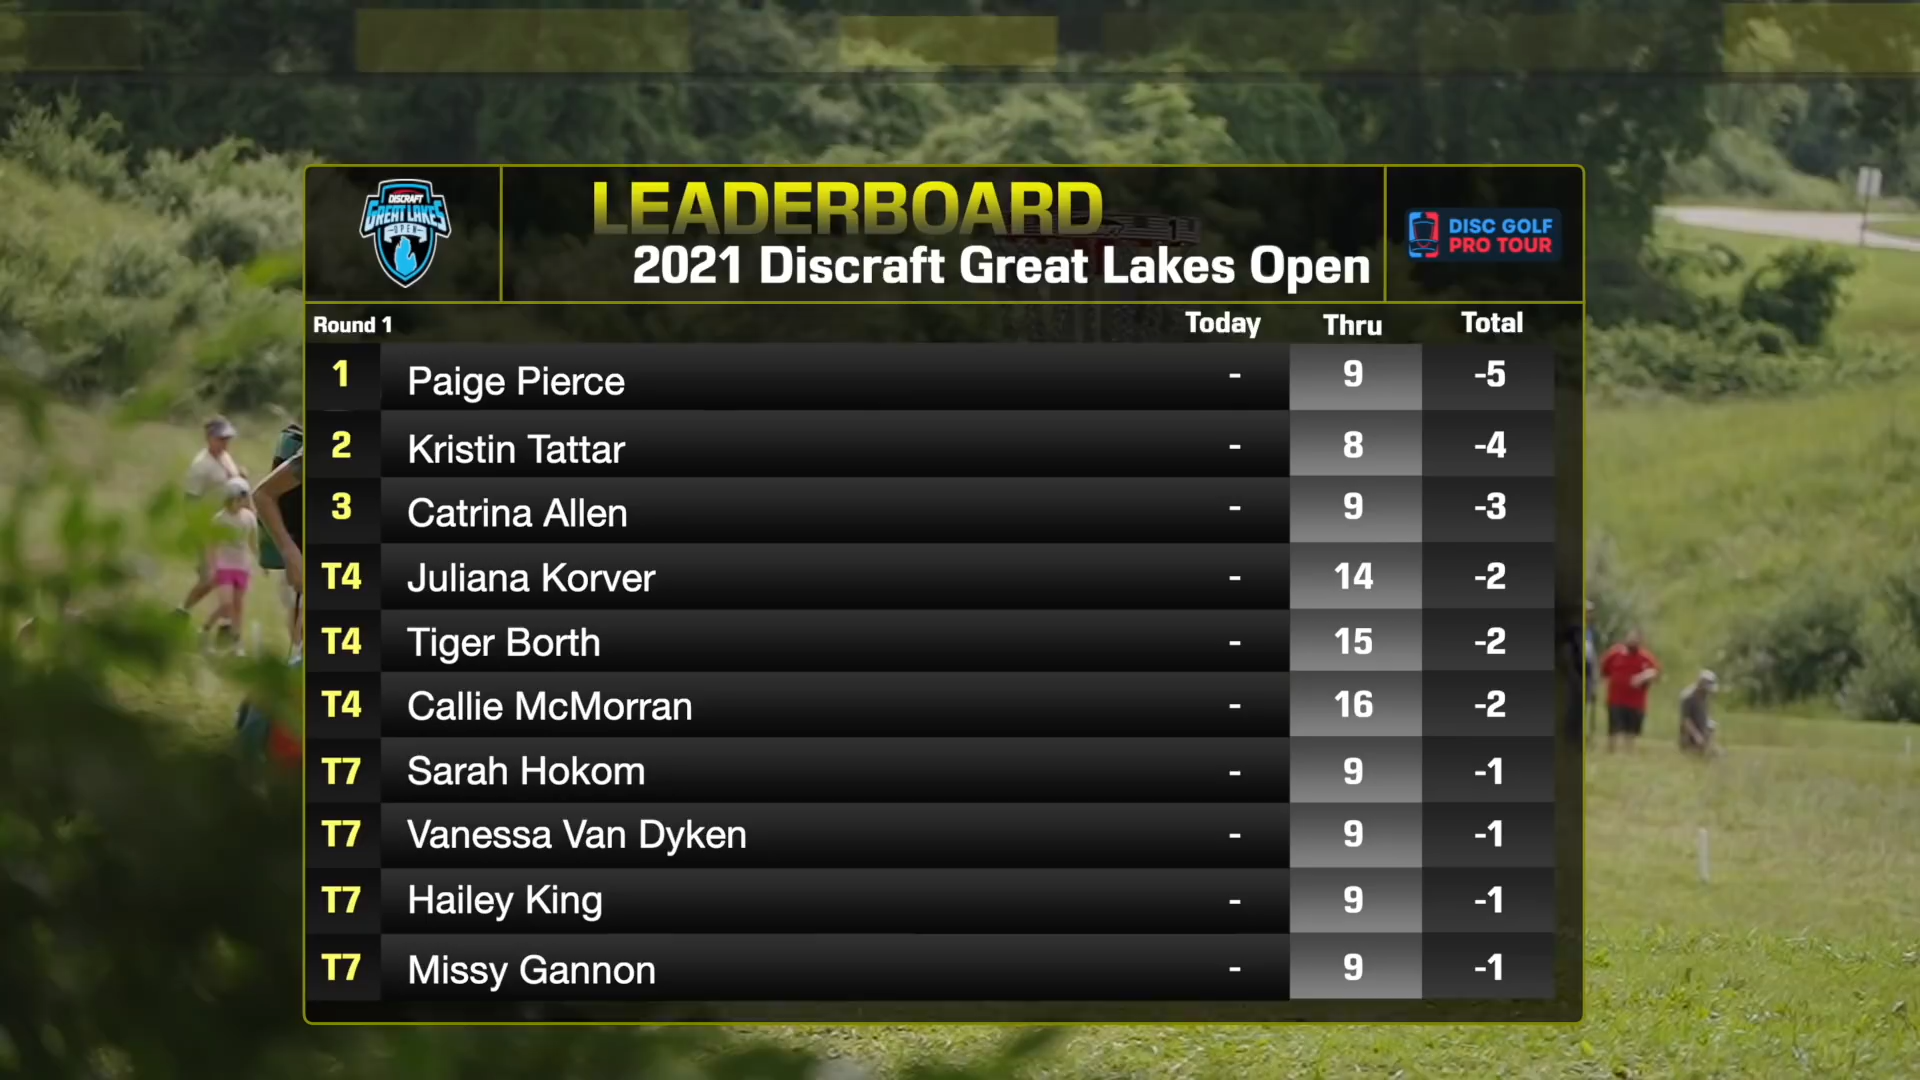 DISCRAFT
GREAT LAKES
OPEN
LEADERBOARD
2021 Discraft Great Lakes Open
DISC GOLF
PRO TOUR
Round 1 Today Thru Total
1 Paige Pierce - 9 -5
2 Kristin Tattar - 8 -4
3 Catrina Allen - 9 -3
T4 Juliana Korver - 14 -2
T4 Tiger Borth - 15 -2
T4 Callie McMorran - 16 -2
T7 Sarah Hokom - 9 -1
T7 Vanessa Van Dyken - 9 -1
T7 Hailey King - 9 -1
T7 Missy Gannon - 9 -1